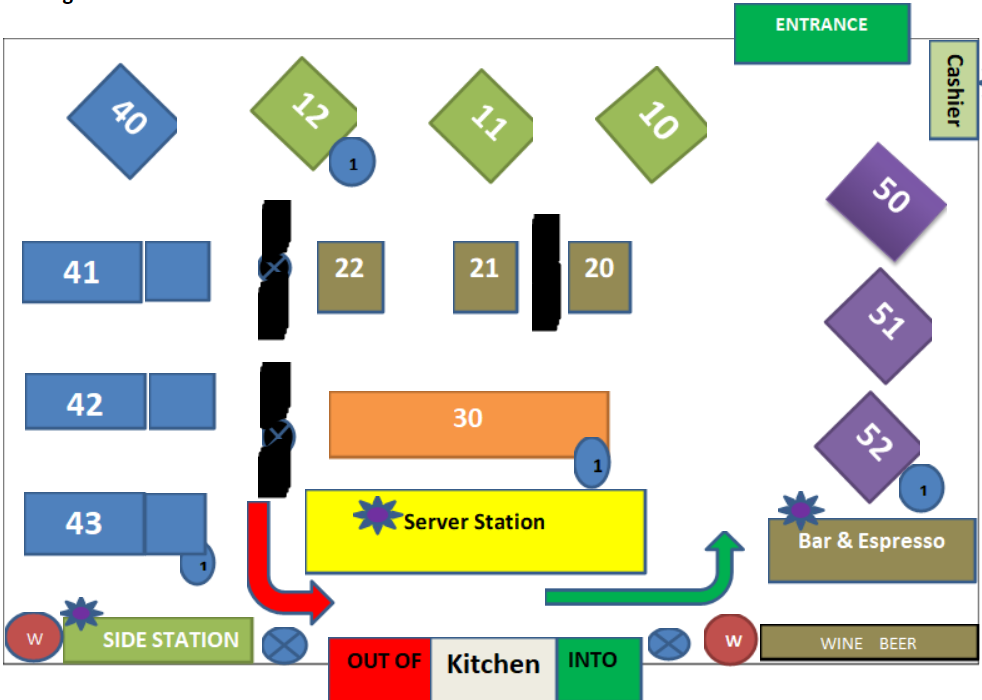 ENTRANCE
Cashier
40
12
11
10
1
50
41
22
21
20
51
42
30
52
1
1
43
Server Station
Bar & Espresso
1
W
SIDE STATION
OUT OF
Kitchen
INTO
W
WINE BEER